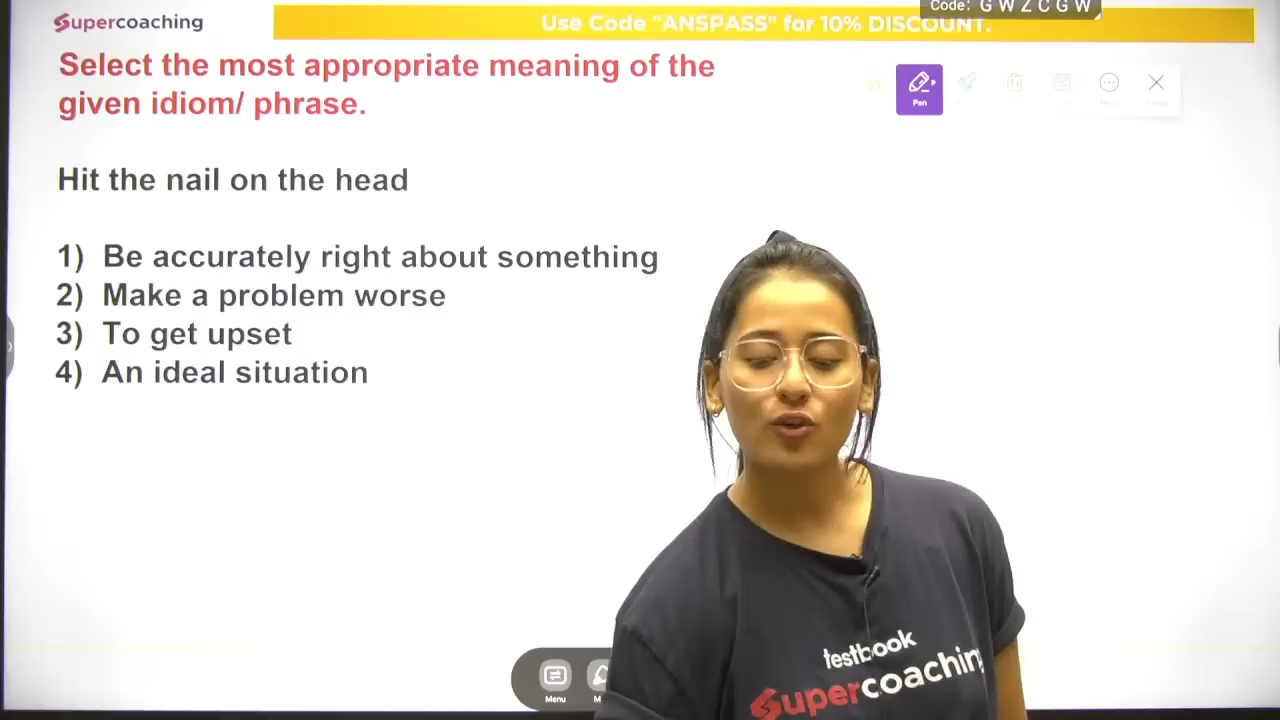 Code: G W Z C G W
Supercoaching
Use Code "ANSPASS" for 10% DISCOUNT.
Select the most appropriate meaning of the
given idiom/ phrase.
Pen
Hit the nail on the head
1) Be accurately right about something
2) Make a problem worse
3) To get upset
4) An ideal situation
testbook
Supercoaching
Menu